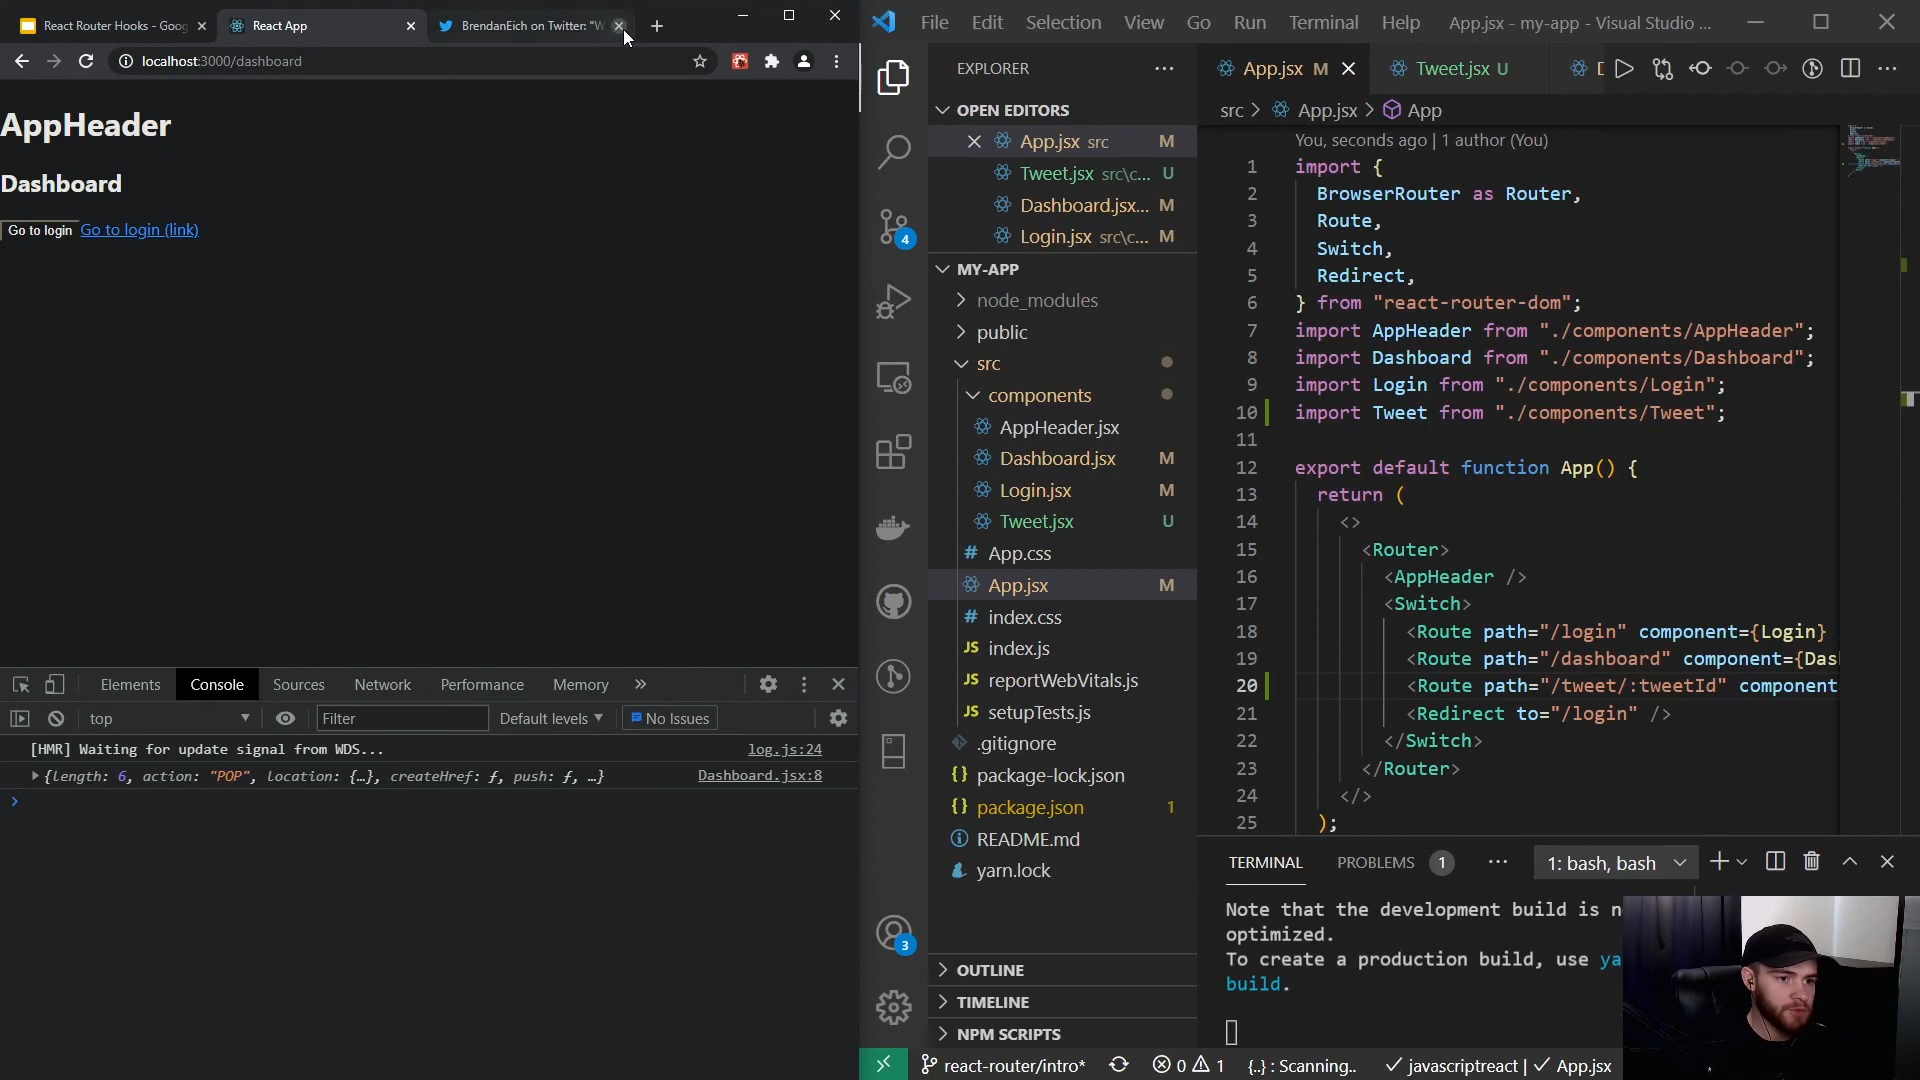 React Router Hooks - Goog
React App
BrendanEich on Twitter: "W
localhost:3000/dashboard
AppHeader
Dashboard
Go to login Go to login (link)
Elements Console Sources Network Performance Memory »
top Filter Default levels No Issues
[HMR] Waiting for update signal from WDS... log.js:24
{length: 6, action: "POP", location: {…}, createHref: ƒ, push: ƒ, …} Dashboard.jsx:8
File Edit Selection View Go Run Terminal Help App.jsx - my-app - Visual Studio ...
EXPLORER
OPEN EDITORS
App.jsx src M
Tweet.jsx src\c... U
Dashboard.jsx... M
Login.jsx src\c... M
MY-APP
node_modules
public
src
components
AppHeader.jsx
Dashboard.jsx M
Login.jsx M
Tweet.jsx U
# App.css
App.jsx M
# index.css
JS index.js
JS reportWebVitals.js
JS setupTests.js
.gitignore
{} package-lock.json
{} package.json 1
README.md
yarn.lock
OUTLINE
TIMELINE
NPM SCRIPTS
4
3
App.jsx M
Tweet.jsx U
src > App.jsx > App
You, seconds ago | 1 author (You)
1 import {
2 BrowserRouter as Router,
3 Route,
4 Switch,
5 Redirect,
6 } from "react-router-dom";
7 import AppHeader from "./components/AppHeader";
8 import Dashboard from "./components/Dashboard";
9 import Login from "./components/Login";
10 import Tweet from "./components/Tweet";
11
12 export default function App() {
13 return (
14 <>
15 <Router>
16 <AppHeader />
17 <Switch>
18 <Route path="/login" component={Login}
19 <Route path="/dashboard" component={Das
20 <Route path="/tweet/:tweetId" component
21 <Redirect to="/login" />
22 </Switch>
23 </Router>
24 </>
25 );
TERMINAL PROBLEMS 1 ... 1: bash, bash
Note that the development build is n
optimized.
To create a production build, use ya
build.
react-router/intro* 0 1 {..} : Scanning.. javascriptreact | App.jsx